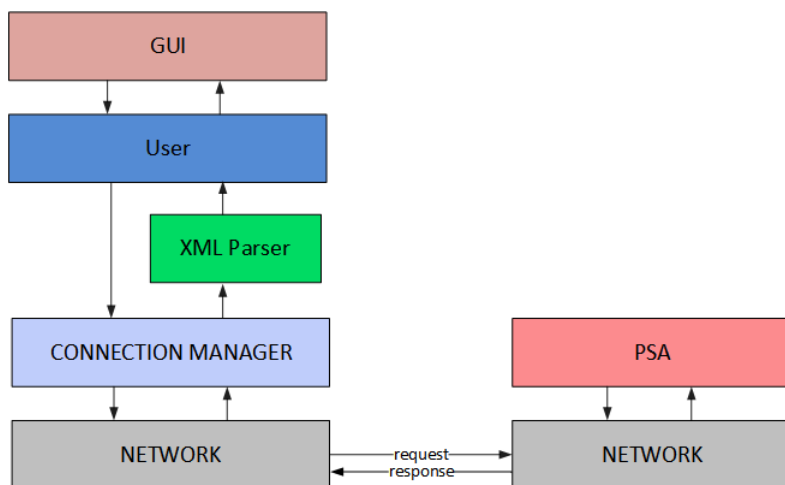 GUI
User
XML Parser
CONNECTION MANAGER
PSA
NETWORK
request
response
NETWORK